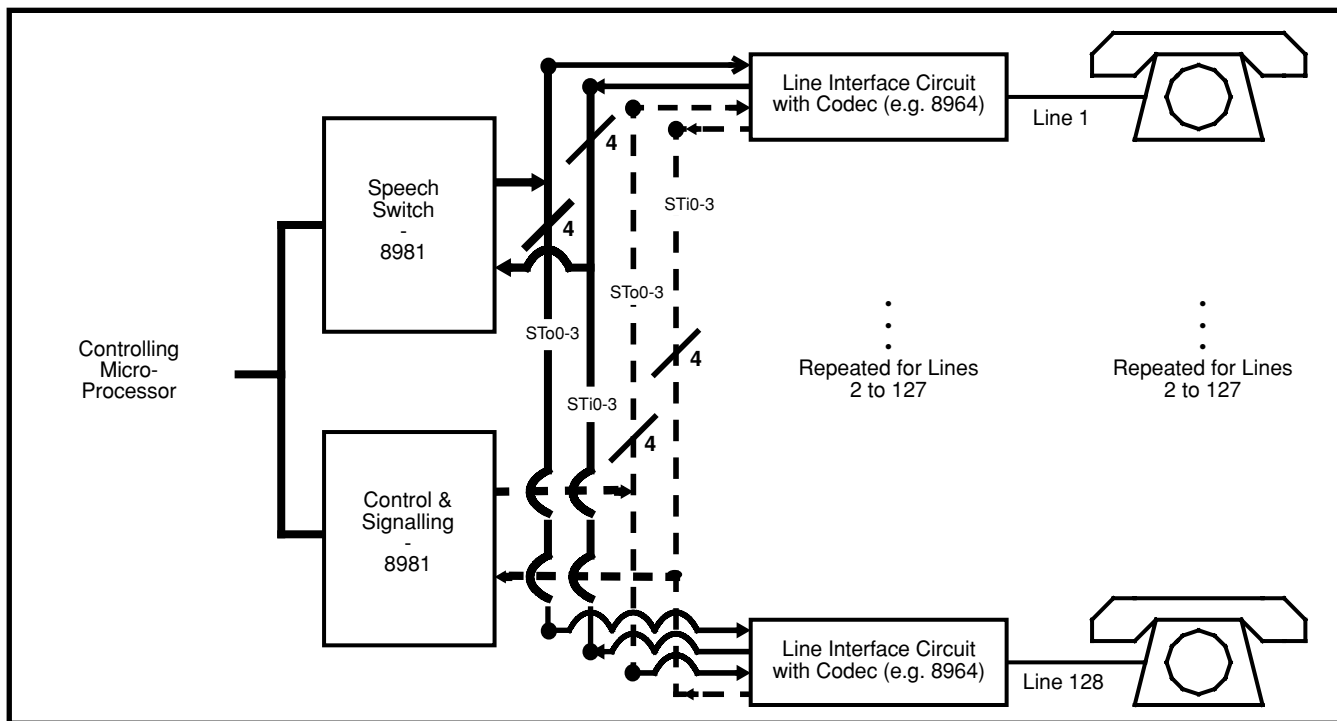 Line Interface Circuit
with Codec (e.g. 8964)
Line 1
4
Speech
Switch
-
8981
STi0-3
4
STo0-3
STo0-3
Controlling
Micro-
Processor
4
STi0-3
4
Repeated for Lines
2 to 127
Repeated for Lines
2 to 127
Control &
Signalling
-
8981
Line Interface Circuit
with Codec (e.g. 8964)
Line 128